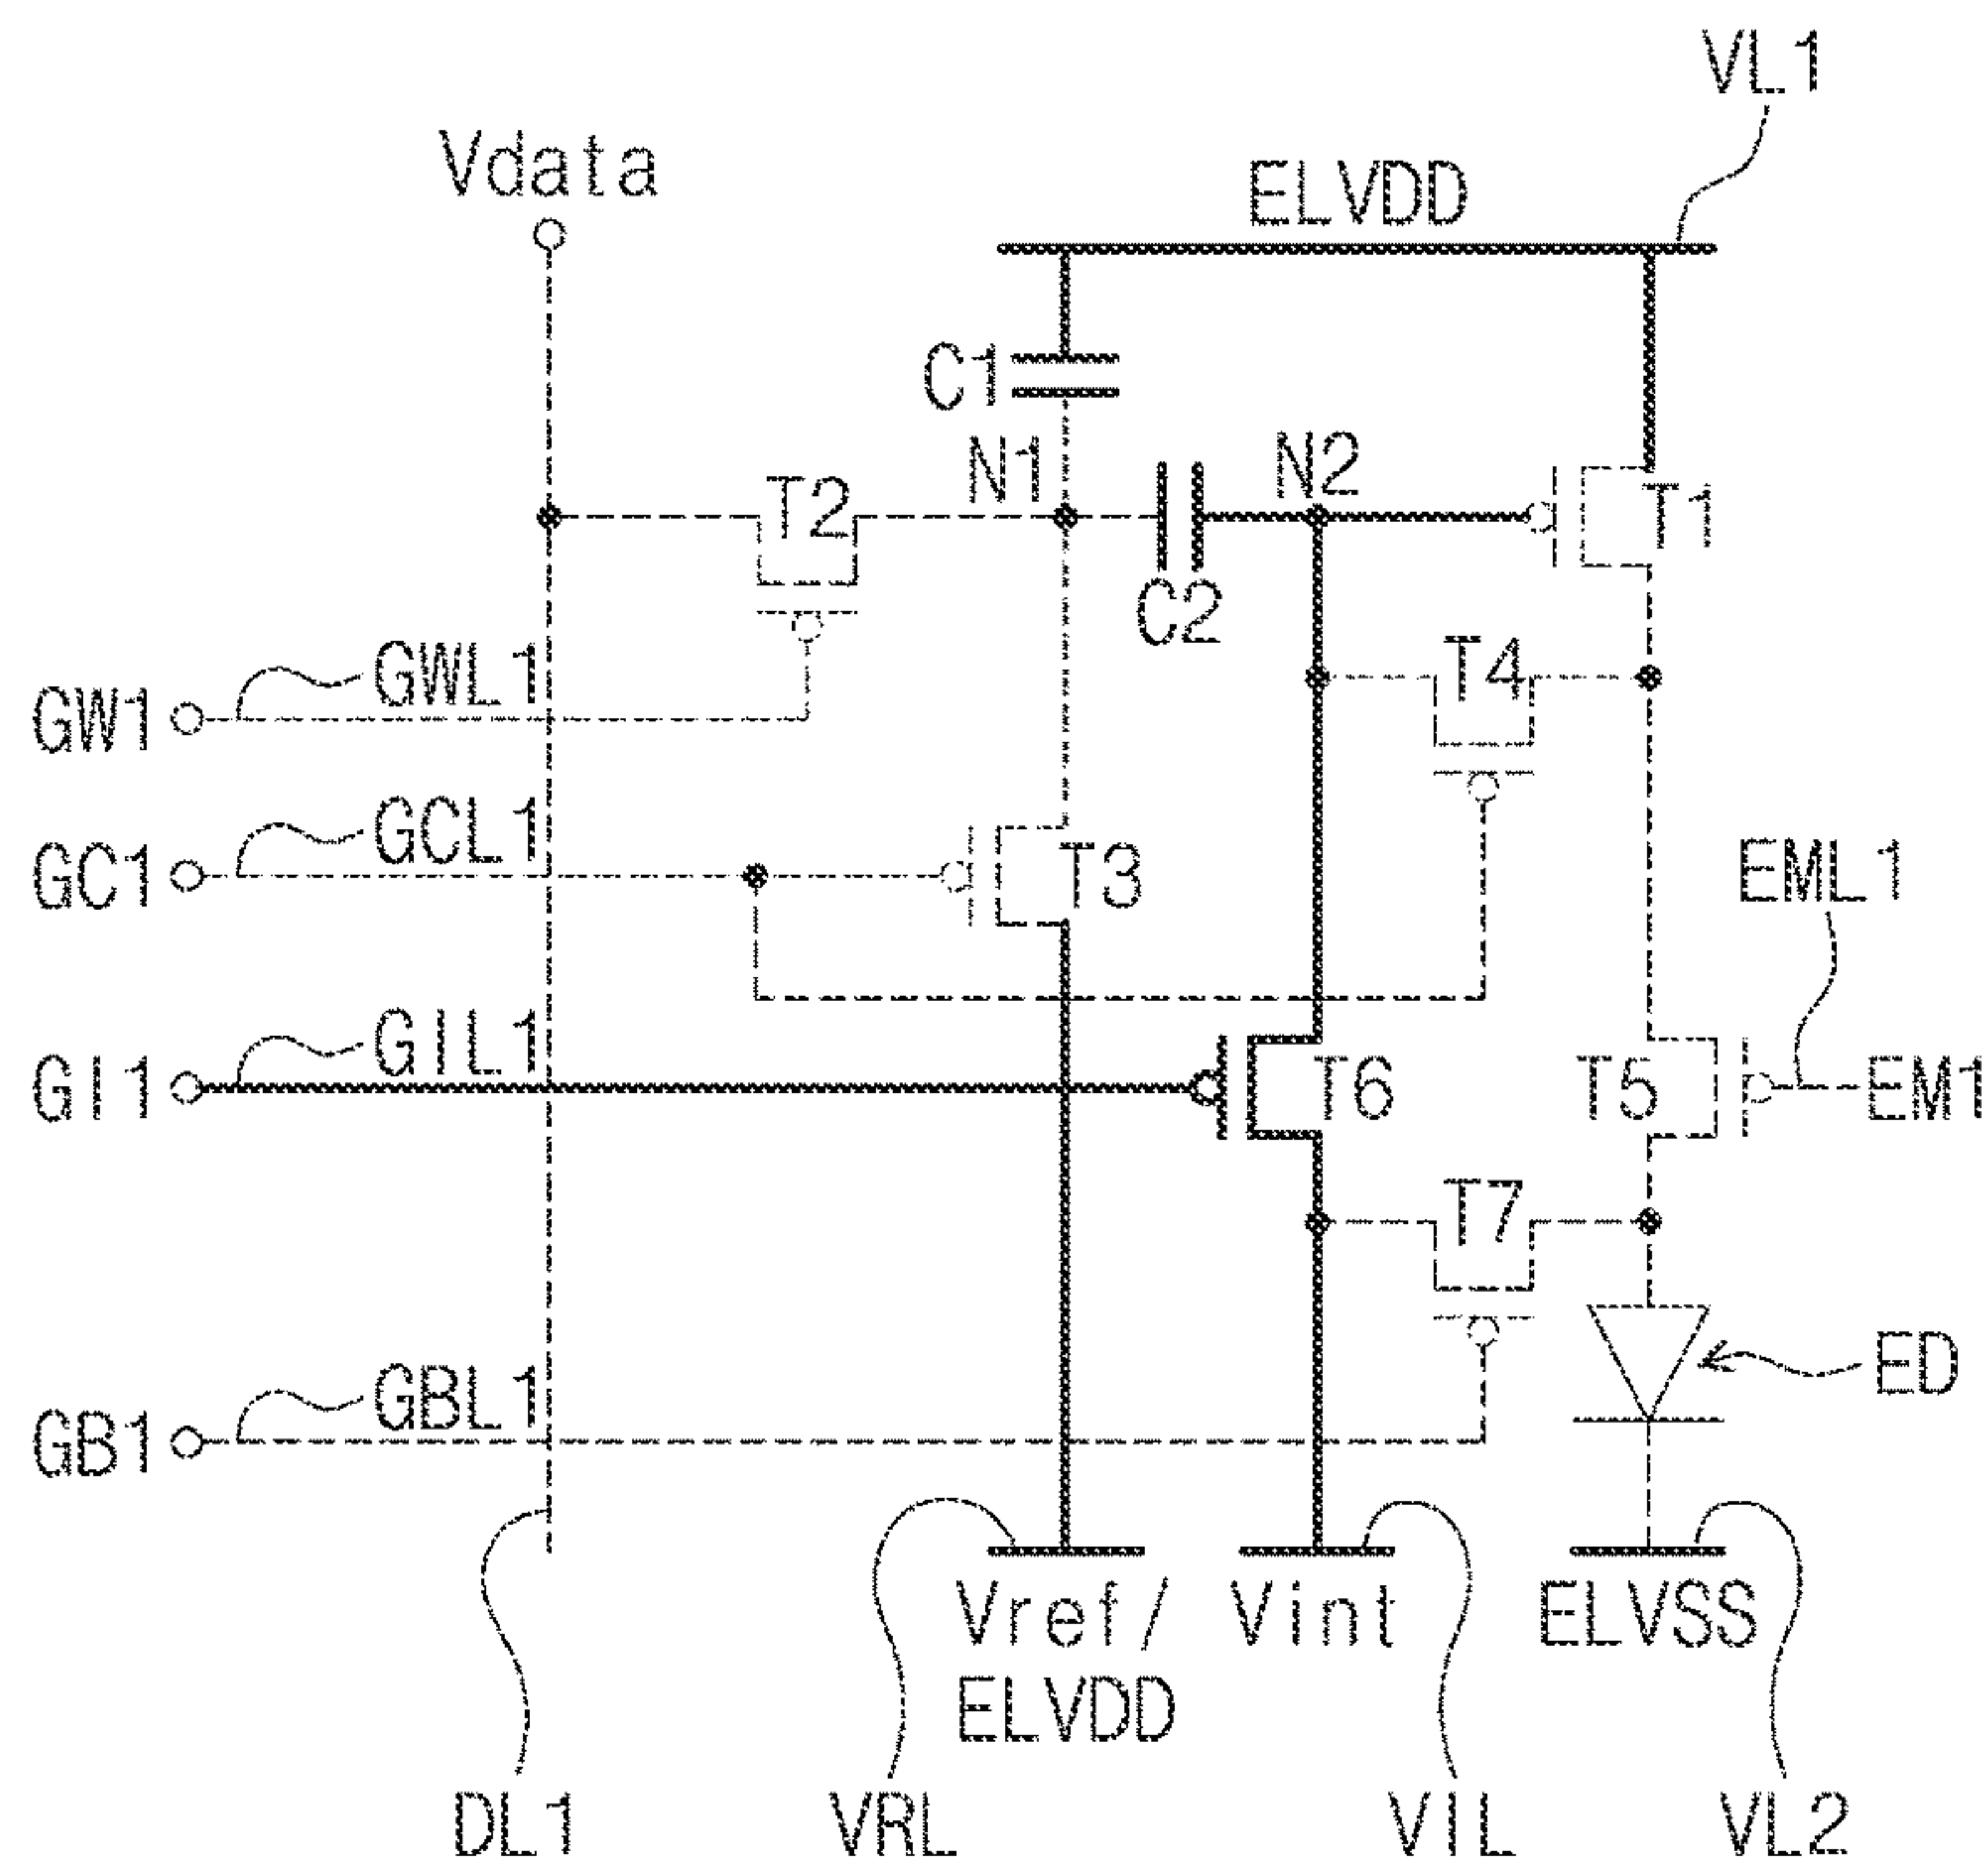 VL1
Vdata
ELVDD
C1
N1
N2
T2
T1
C2
T4
GWL1
GW1
GCL1
GC1
T3
EML1
GIL1
GI1
T6
T5
EM1
T7
GBL1
GB1
ED
Vref/
ELVDD
Vint
ELVSS
DL1
VRL
VIL
VL2